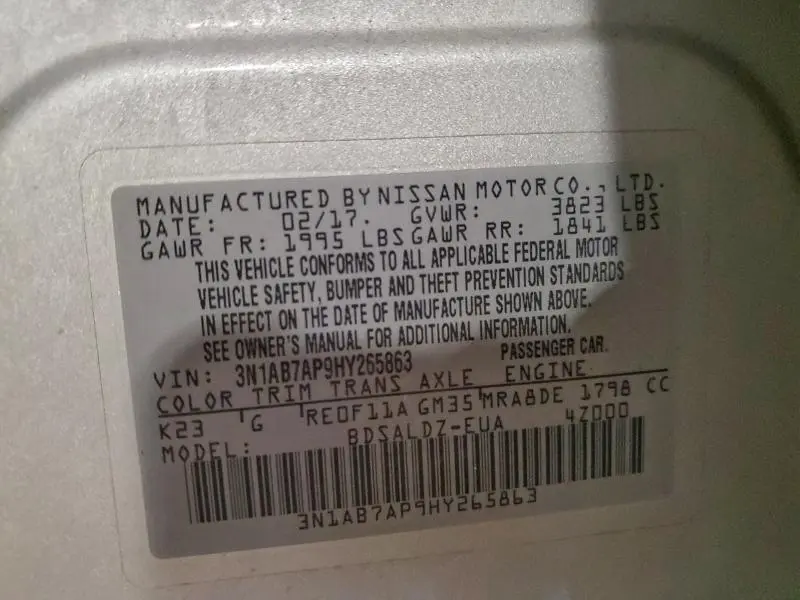 MANUFACTURED BY NISSAN MOTOR CO., LTD.
DATE: 02/17. GVWR: 3823 LBS
GAWR FR: 1995 LBS GAWR RR: 1841 LBS
THIS VEHICLE CONFORMS TO ALL APPLICABLE FEDERAL MOTOR
VEHICLE SAFETY, BUMPER AND THEFT PREVENTION STANDARDS
IN EFFECT ON THE DATE OF MANUFACTURE SHOWN ABOVE.
SEE OWNER'S MANUAL FOR ADDITIONAL INFORMATION.
VIN: 3N1AB7AP9HY265863 PASSENGER CAR.
COLOR TRIM TRANS AXLE ENGINE
K23 G RE0F11A GM35 MRA8DE 1798 CC
MODEL: BDSALDZ-EUA 4Z000
3N1AB7AP9HY265863